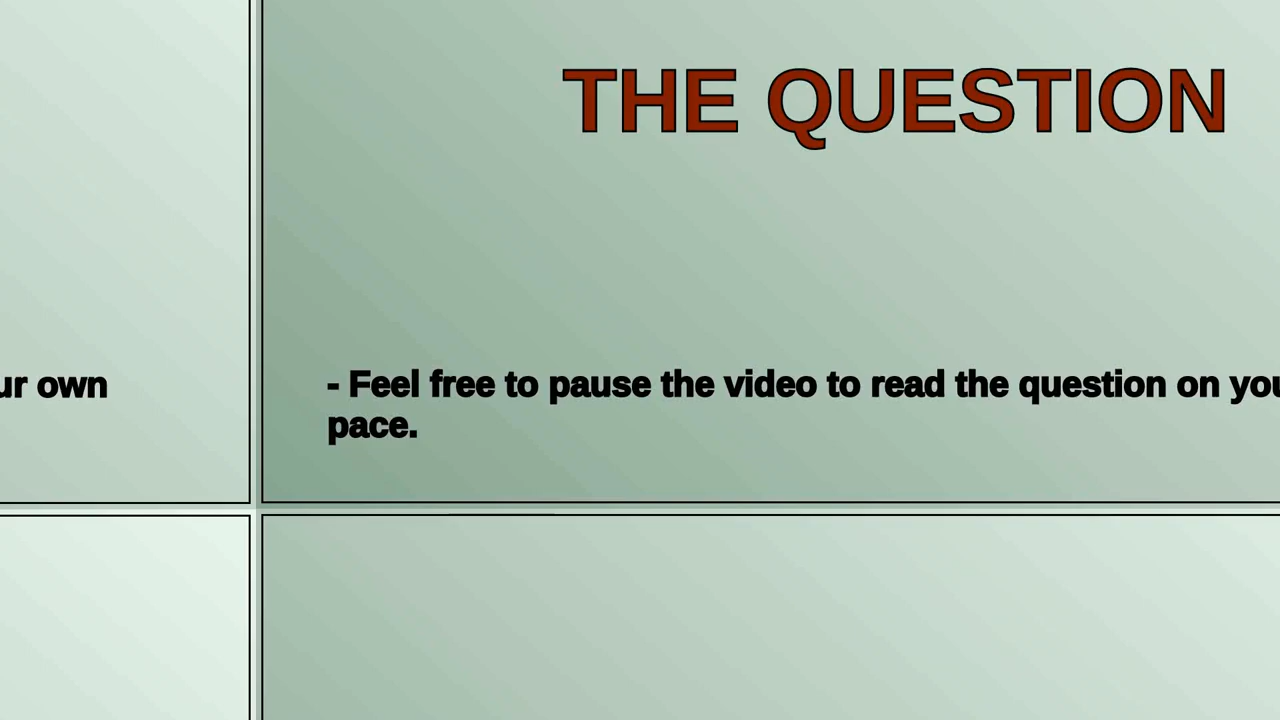 THE QUESTION
ur own
- Feel free to pause the video to read the question on you
pace.